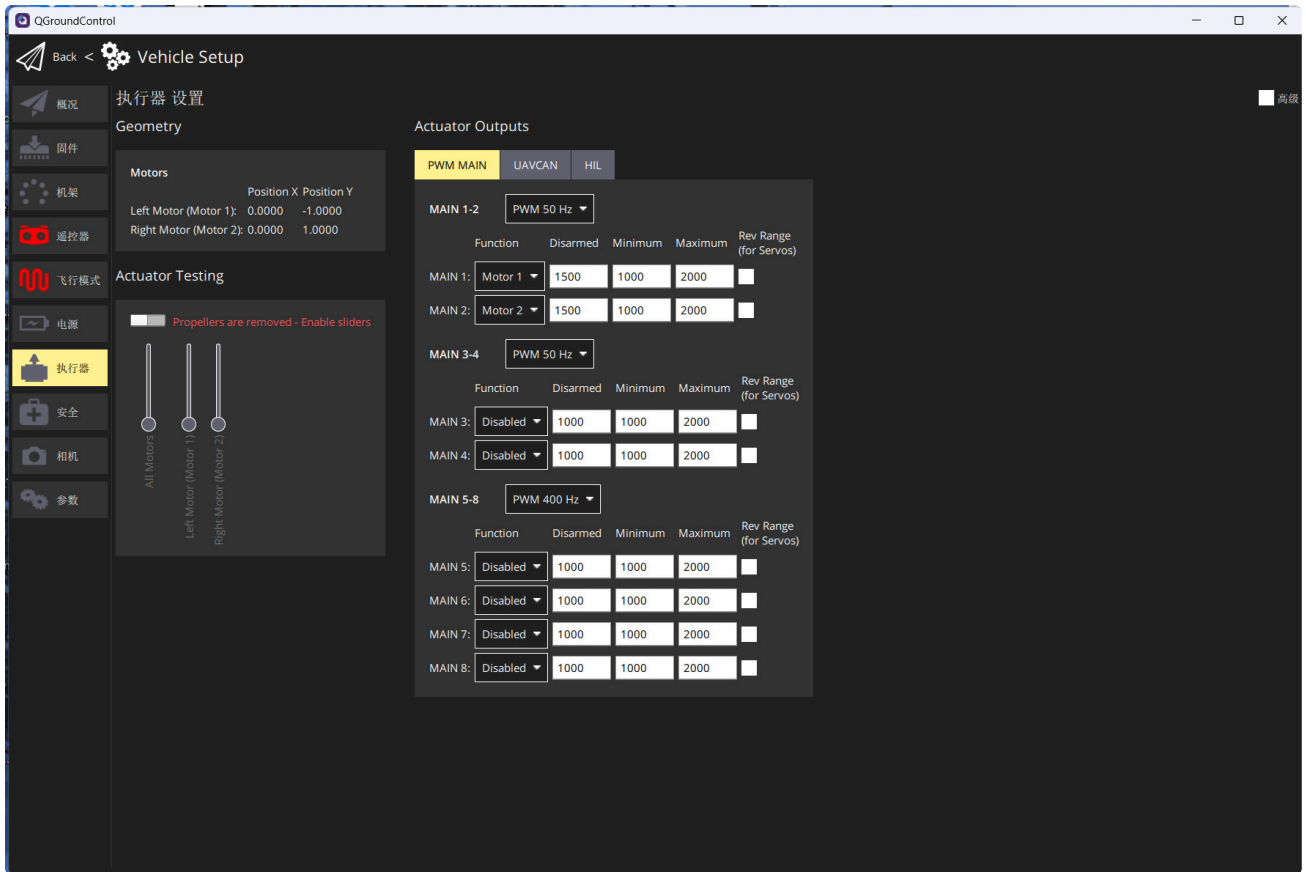 QGroundControl
Back < Vehicle Setup
概况
固件
机架
遥控器
飞行模式
电源
执行器
安全
相机
参数
执行器 设置
高级
Geometry
Motors
Position X Position Y
Left Motor (Motor 1): 0.0000 -1.0000
Right Motor (Motor 2): 0.0000 1.0000
Actuator Testing
Propellers are removed - Enable sliders
All Motors
Left Motor (Motor 1)
Right Motor (Motor 2)
Actuator Outputs
PWM MAIN UAVCAN HIL
MAIN 1-2 PWM 50 Hz
Function Disarmed Minimum Maximum Rev Range
(for Servos)
MAIN 1: Motor 1 1500 1000 2000
MAIN 2: Motor 2 1500 1000 2000
MAIN 3-4 PWM 50 Hz
Function Disarmed Minimum Maximum Rev Range
(for Servos)
MAIN 3: Disabled 1000 1000 2000
MAIN 4: Disabled 1000 1000 2000
MAIN 5-8 PWM 400 Hz
Function Disarmed Minimum Maximum Rev Range
(for Servos)
MAIN 5: Disabled 1000 1000 2000
MAIN 6: Disabled 1000 1000 2000
MAIN 7: Disabled 1000 1000 2000
MAIN 8: Disabled 1000 1000 2000